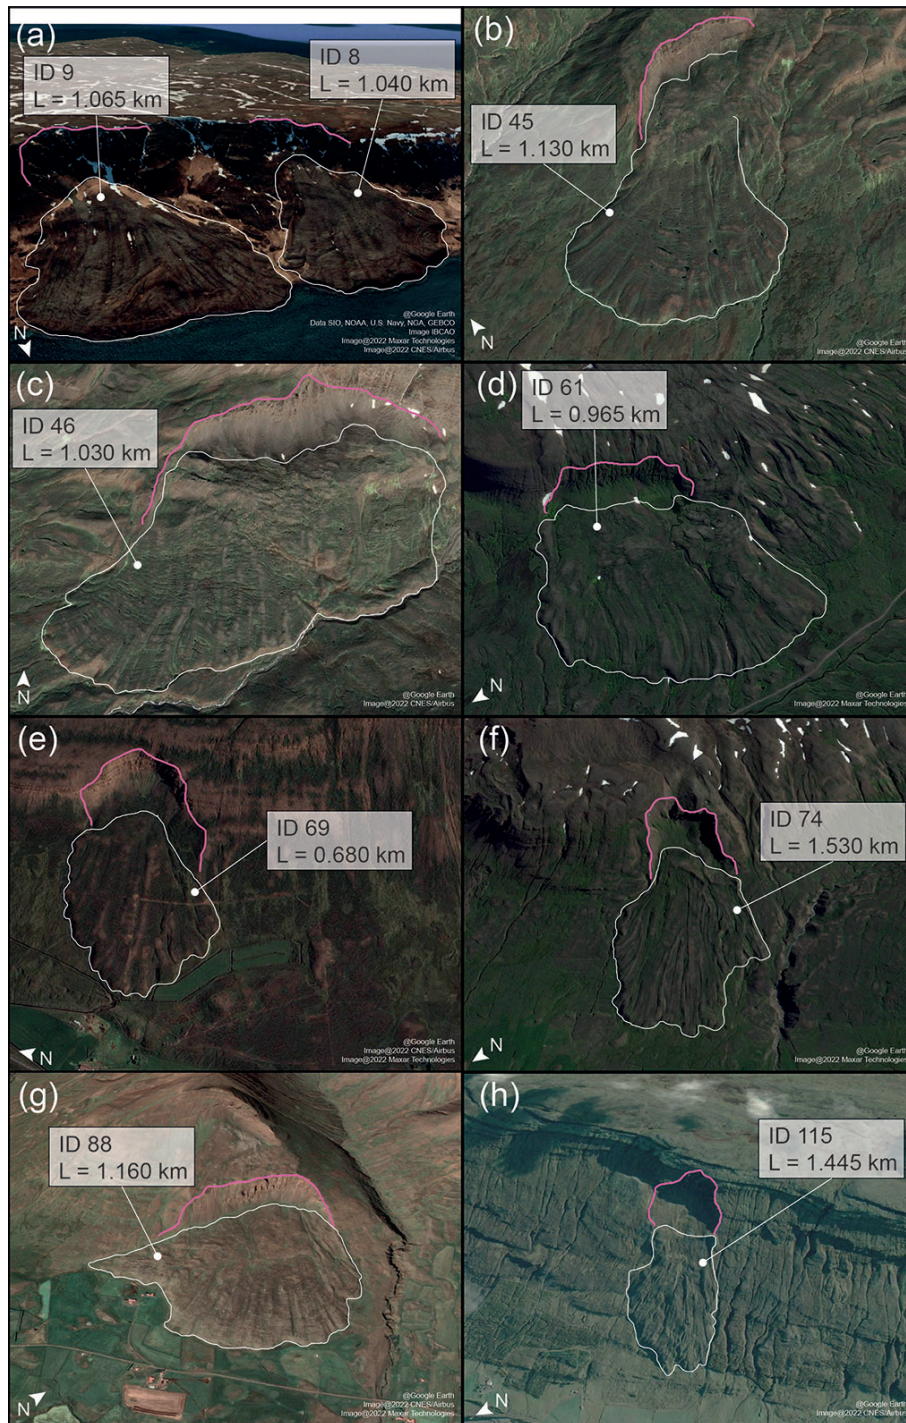 (a)
ID 9
L = 1.065 km
ID 8
L = 1.040 km
N
@Google Earth
Data SIO, NOAA, U.S. Navy, NGA, GEBCO
Image IBCAO
Image@2022 Maxar Technologies
Image@2022 CNES/Airbus
(b)
ID 45
L = 1.130 km
N
@Google Earth
Image@2022 CNES/Airbus
(c)
ID 46
L = 1.030 km
N
@Google Earth
Image@2022 CNES/Airbus
(d)
ID 61
L = 0.965 km
N
@Google Earth
Image@2022 Maxar Technologies
(e)
ID 69
L = 0.680 km
N
@Google Earth
Image@2022 CNES/Airbus
Image@2022 Maxar Technologies
(f)
ID 74
L = 1.530 km
N
@Google Earth
Image@2022 Maxar Technologies
(g)
ID 88
L = 1.160 km
N
@Google Earth
Image@2022 CNES/Airbus
Image@2022 Maxar Technologies
(h)
ID 115
L = 1.445 km
N
@Google Earth
Image@2022 CNES/Airbus